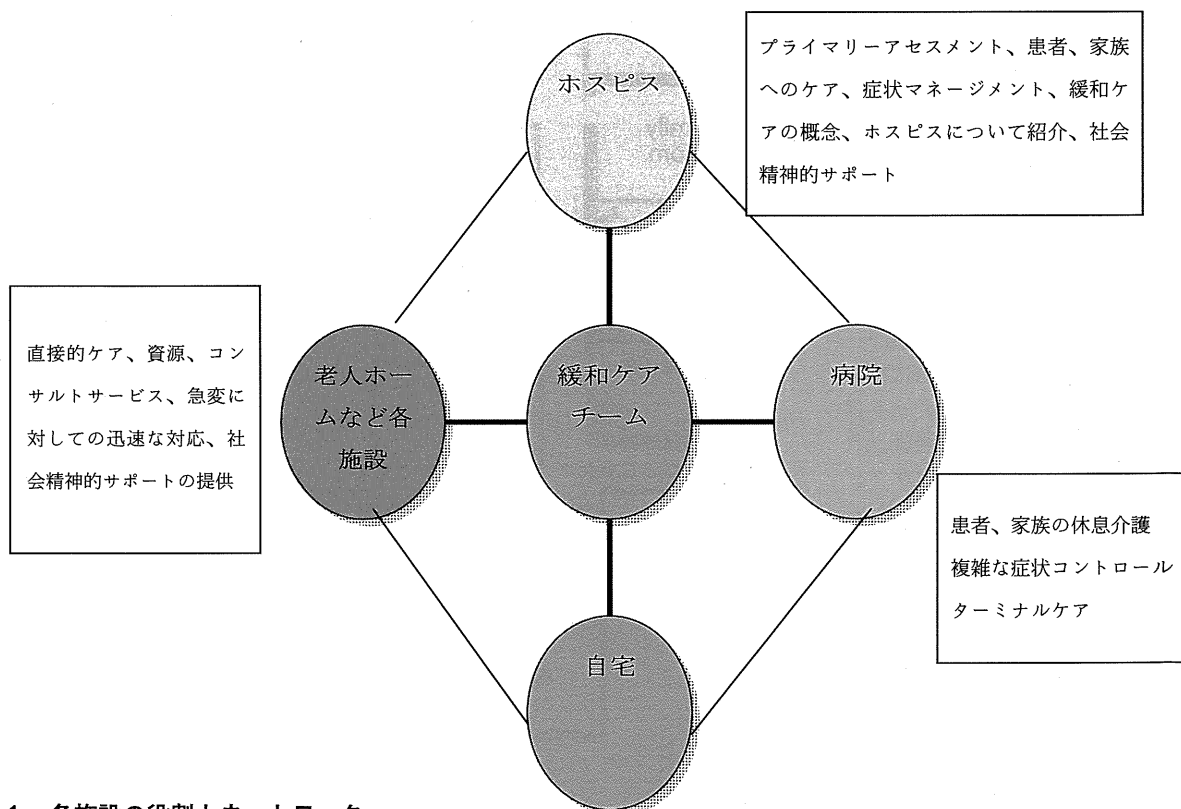 ホスピス
プライマリーアセスメント、患者、家族
へのケア、症状マネージメント、緩和ケ
アの概念、ホスピスについて紹介、社会
精神的サポート
直接的ケア、資源、コン
サルトサービス、急変に
対しての迅速な対応、社
会精神的サポートの提供
老人ホー
ムなど各
施設
緩和ケア
チーム
病院
患者、家族の休息介護
複雑な症状コントロール
ターミナルケア
自宅